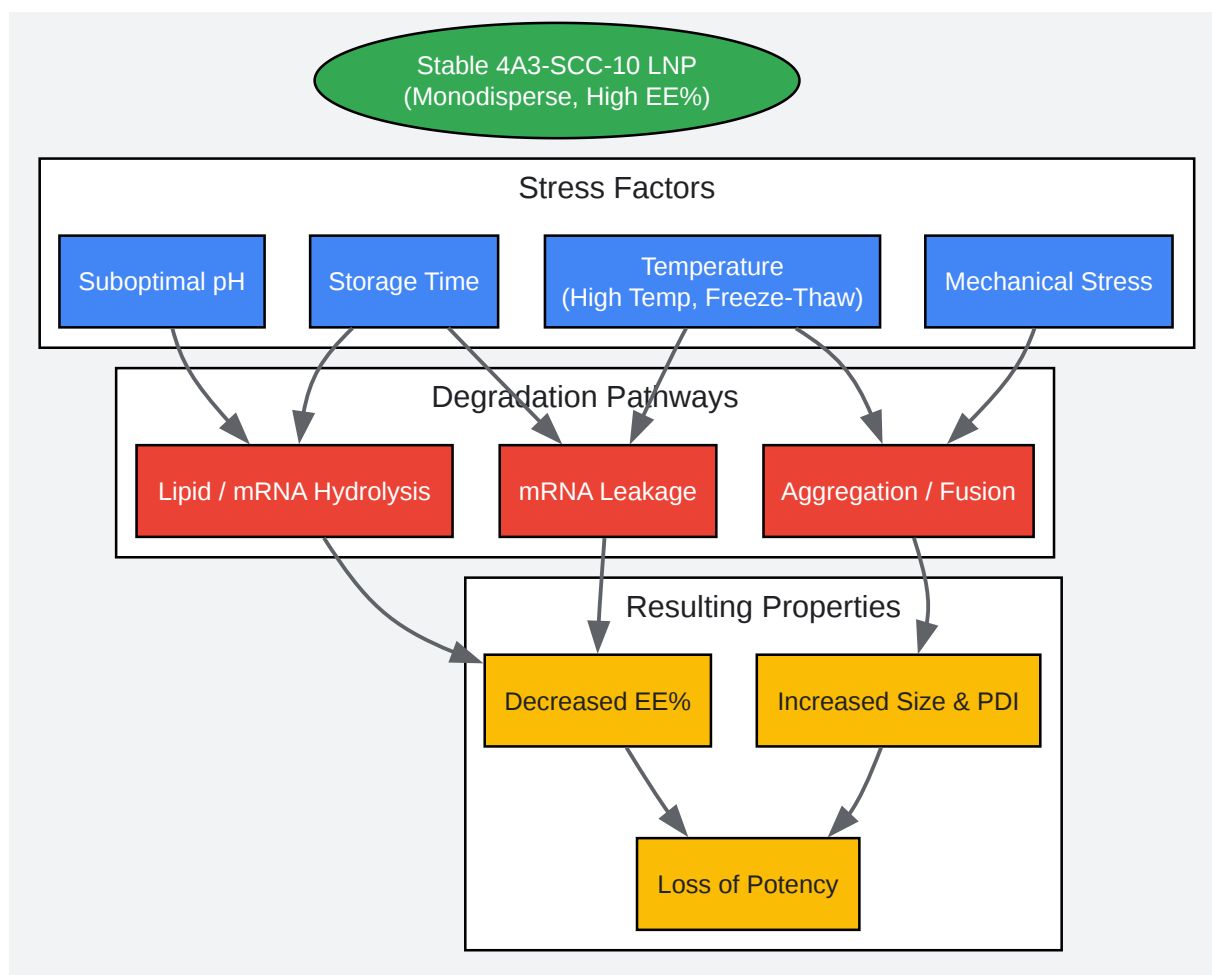 Stable 4A3-SCC-10 LNP
(Monodisperse, High EE%)
Stress Factors
Suboptimal pH
Storage Time
Temperature
(High Temp, Freeze-Thaw)
Mechanical Stress
Degradation Pathways
Lipid / mRNA Hydrolysis
mRNA Leakage
Aggregation / Fusion
Resulting Properties
Decreased EE%
Increased Size & PDI
Loss of Potency